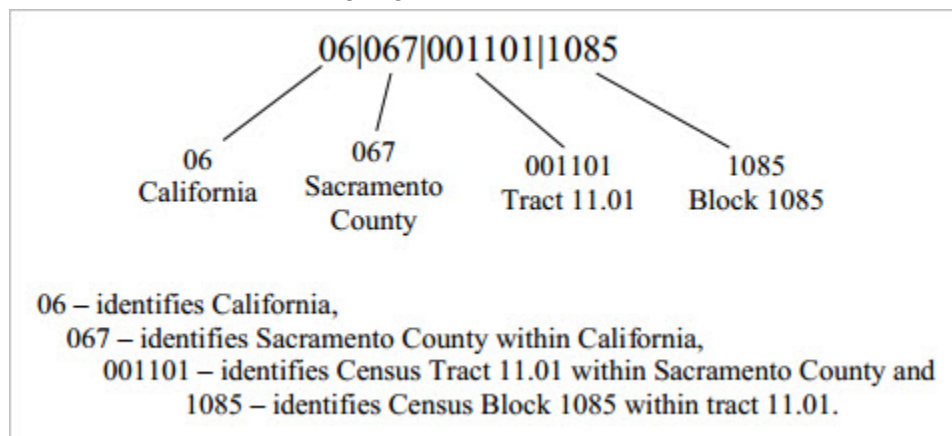 06|067|001101|1085
06
California
067
Sacramento
County
001101
Tract 11.01
1085
Block 1085
06 – identifies California,
067 – identifies Sacramento County within California,
001101 – identifies Census Tract 11.01 within Sacramento County and
1085 – identifies Census Block 1085 within tract 11.01.